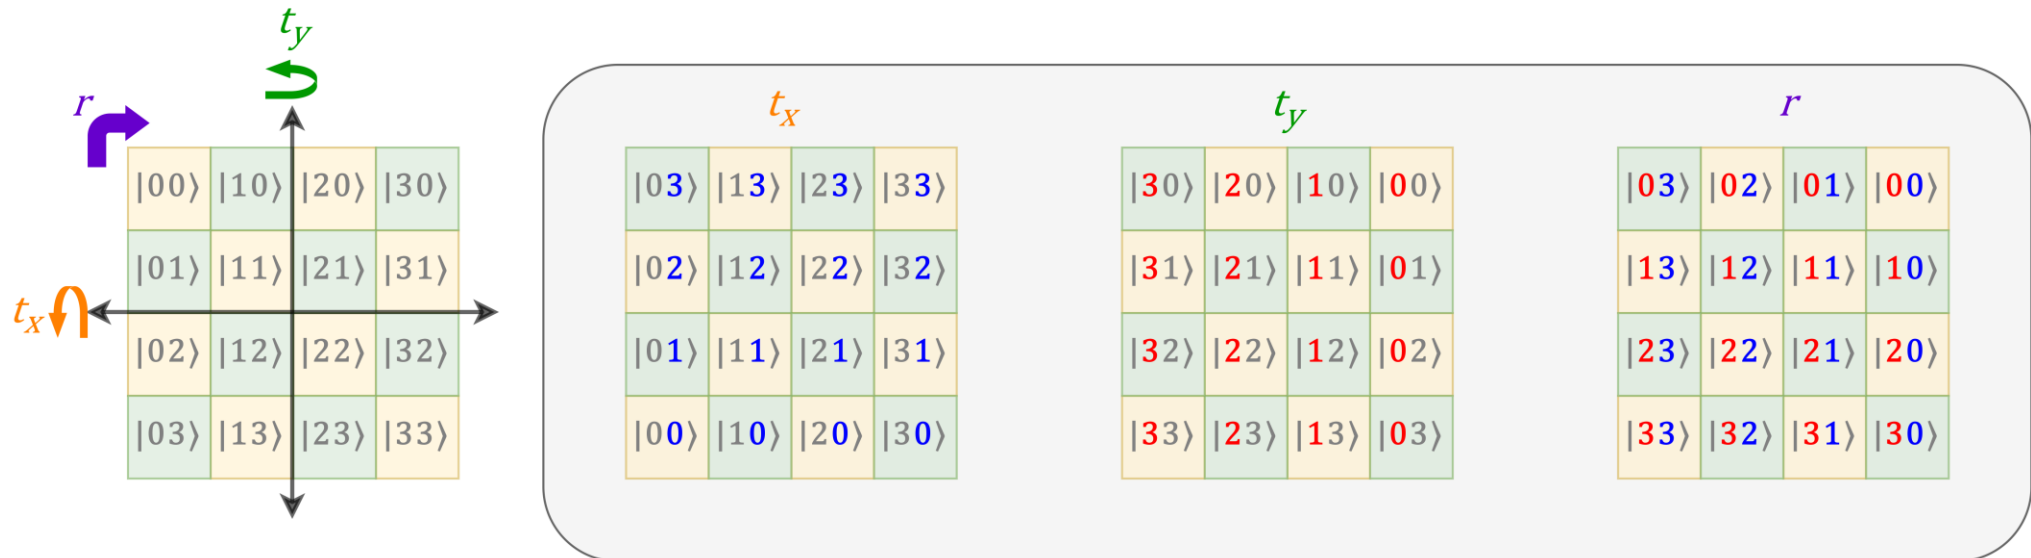 t_y
r
t_x
|00⟩ |10⟩ |20⟩ |30⟩
|01⟩ |11⟩ |21⟩ |31⟩
|02⟩ |12⟩ |22⟩ |32⟩
|03⟩ |13⟩ |23⟩ |33⟩
t_x
|03⟩ |13⟩ |23⟩ |33⟩
|02⟩ |12⟩ |22⟩ |32⟩
|01⟩ |11⟩ |21⟩ |31⟩
|00⟩ |10⟩ |20⟩ |30⟩
t_y
|30⟩ |20⟩ |10⟩ |00⟩
|31⟩ |21⟩ |11⟩ |01⟩
|32⟩ |22⟩ |12⟩ |02⟩
|33⟩ |23⟩ |13⟩ |03⟩
r
|03⟩ |02⟩ |01⟩ |00⟩
|13⟩ |12⟩ |11⟩ |10⟩
|23⟩ |22⟩ |21⟩ |20⟩
|33⟩ |32⟩ |31⟩ |30⟩